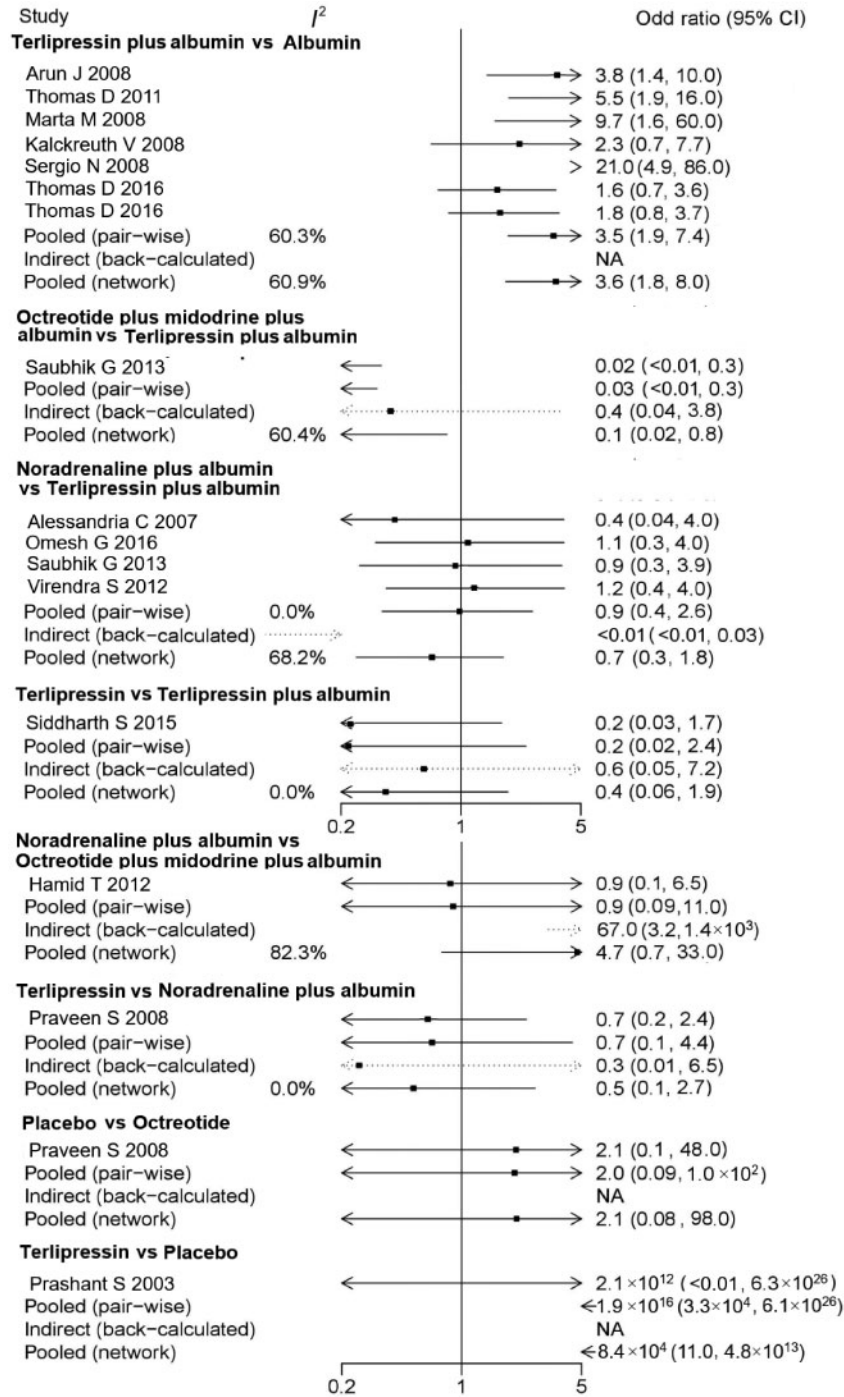 Study I² Odd ratio (95% CI)
Terlipressin plus albumin vs Albumin
Arun J 2008 3.8 (1.4, 10.0)
Thomas D 2011 5.5 (1.9, 16.0)
Marta M 2008 9.7 (1.6, 60.0)
Kalckreuth V 2008 2.3 (0.7, 7.7)
Sergio N 2008 21.0 (4.9, 86.0)
Thomas D 2016 1.6 (0.7, 3.6)
Thomas D 2016 1.8 (0.8, 3.7)
Pooled (pair−wise) 60.3% 3.5 (1.9, 7.4)
Indirect (back−calculated) NA
Pooled (network) 60.9% 3.6 (1.8, 8.0)
Octreotide plus midodrine plus
albumin vs Terlipressin plus albumin
Saubhik G 2013 0.02 (<0.01, 0.3)
Pooled (pair−wise) 0.03 (<0.01, 0.3)
Indirect (back−calculated) 0.4 (0.04, 3.8)
Pooled (network) 60.4% 0.1 (0.02, 0.8)
Noradrenaline plus albumin
vs Terlipressin plus albumin
Alessandria C 2007 0.4 (0.04, 4.0)
Omesh G 2016 1.1 (0.3, 4.0)
Saubhik G 2013 0.9 (0.3, 3.9)
Virendra S 2012 1.2 (0.4, 4.0)
Pooled (pair−wise) 0.0% 0.9 (0.4, 2.6)
Indirect (back−calculated) <0.01 (<0.01, 0.03)
Pooled (network) 68.2% 0.7 (0.3, 1.8)
Terlipressin vs Terlipressin plus albumin
Siddharth S 2015 0.2 (0.03, 1.7)
Pooled (pair−wise) 0.2 (0.02, 2.4)
Indirect (back−calculated) 0.6 (0.05, 7.2)
Pooled (network) 0.0% 0.4 (0.06, 1.9)
0.2 1 5
Noradrenaline plus albumin vs
Octreotide plus midodrine plus albumin
Hamid T 2012 0.9 (0.1, 6.5)
Pooled (pair−wise) 0.9 (0.09,11.0)
Indirect (back−calculated) 67.0 (3.2,1.4×10³)
Pooled (network) 82.3% 4.7 (0.7, 33.0)
Terlipressin vs Noradrenaline plus albumin
Praveen S 2008 0.7 (0.2, 2.4)
Pooled (pair−wise) 0.7 (0.1, 4.4)
Indirect (back−calculated) 0.3 (0.01, 6.5)
Pooled (network) 0.0% 0.5 (0.1, 2.7)
Placebo vs Octreotide
Praveen S 2008 2.1 (0.1 , 48.0)
Pooled (pair−wise) 2.0 (0.09, 1.0 ×10²)
Indirect (back−calculated) NA
Pooled (network) 2.1 (0.08 , 98.0)
Terlipressin vs Placebo
Prashant S 2003 2.1×10¹² (<0.01, 6.3×10²⁶)
Pooled (pair−wise) 1.9×10¹⁶ (3.3×10⁴, 6.1×10²⁶)
Indirect (back−calculated) NA
Pooled (network) 8.4×10⁴ (11.0, 4.8×10¹³)
0.2 1 5